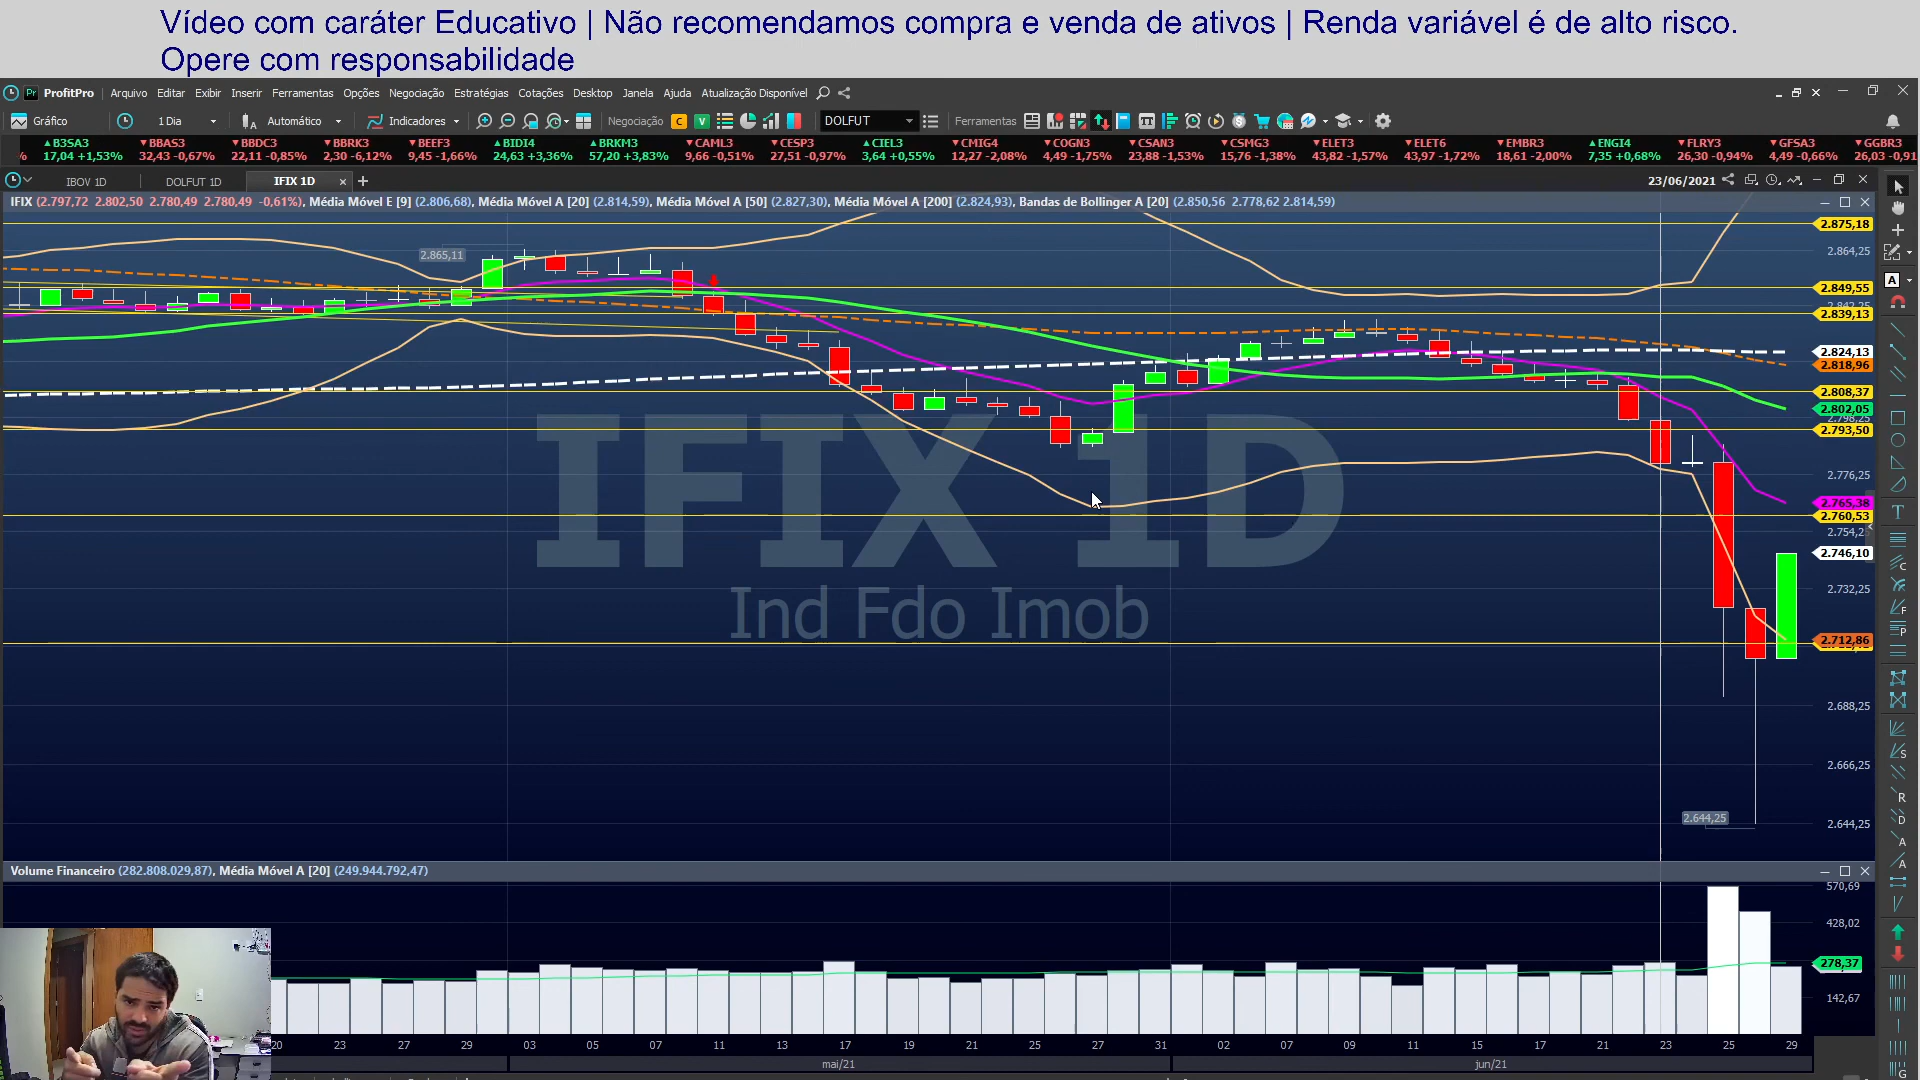 Vídeo com caráter Educativo | Não recomendamos compra e venda de ativos | Renda variável é de alto risco.
Opere com responsabilidade
ProfitPro Arquivo Editar Exibir Inserir Ferramentas Opções Negociação Estratégias Cotações Desktop Janela Ajuda Atualização Disponível
Gráfico 1 Dia Automático Indicadores Negociação C V DOLFUT Ferramentas
B3SA3 BBAS3 BBDC3 BBRK3 BEEF3 BIDI4 BRKM3 CAML3 CESP3 CIEL3 CMIG4 COGN3 CSAN3 CSMG3 ELET3 ELET6 EMBR3 ENGI4 FLRY3 GFSA3 GGBR3
% 17,04 +1,53% 32,43 -0,67% 22,11 -0,85% 2,30 -6,12% 9,45 -1,66% 24,63 +3,36% 57,20 +3,83% 9,66 -0,51% 27,51 -0,97% 3,64 +0,55% 12,27 -2,08% 4,49 -1,75% 23,88 -1,53% 15,76 -1,38% 43,82 -1,57% 43,97 -1,72% 18,61 -2,00% 7,35 +0,68% 26,30 -0,94% 4,49 -0,66% 26,03 -0,91
IBOV 1D DOLFUT 1D IFIX 1D 23/06/2021
IFIX (2.797,72 2.802,50 2.780,49 2.780,49 -0,61%), Média Móvel E [9] (2.806,68), Média Móvel A [20] (2.814,59), Média Móvel A [50] (2.827,30), Média Móvel A [200] (2.824,93), Bandas de Bollinger A [20] (2.850,56 2.778,62 2.814,59)
2.875,18
2.865,11
2.864,25
2.849,55
2.839,13
2.824,13
2.818,96
2.808,37
2.802,05
2.793,50
2.776,25
2.765,38
2.760,53
2.746,10
2.732,25
2.712,86
2.688,25
2.666,25
2.644,25
2.644,25
IFIX 1D
Ind Fdo Imob
Volume Financeiro (282.808.029,87), Média Móvel A [20] (249.944.792,47)
570,69
428,02
278,37
142,67
20 23 27 29 03 05 07 11 13 17 19 21 25 27 31 02 07 09 11 15 17 21 23 25 29
mai/21 jun/21